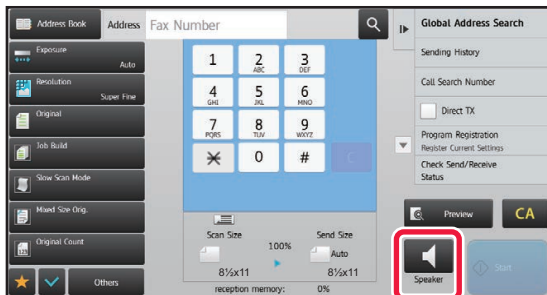 Address Book
Address
Fax Number
Exposure
Auto
Resolution
Super Fine
Original
Job Build
Slow Scan Mode
Mixed Size Orig.
Original Count
Others
1
2
ABC
3
DEF
4
GHI
5
JKL
6
MNO
7
PQRS
8
TUV
9
WXYZ
0
#
C
Scan Size
100%
Send Size
Auto
8½x11
8½x11
reception memory: 0%
Global Address Search
Sending History
Call Search Number
Direct TX
Program Registration
Register Current Settings
Check Send/Receive
Status
Preview
CA
Speaker
Start